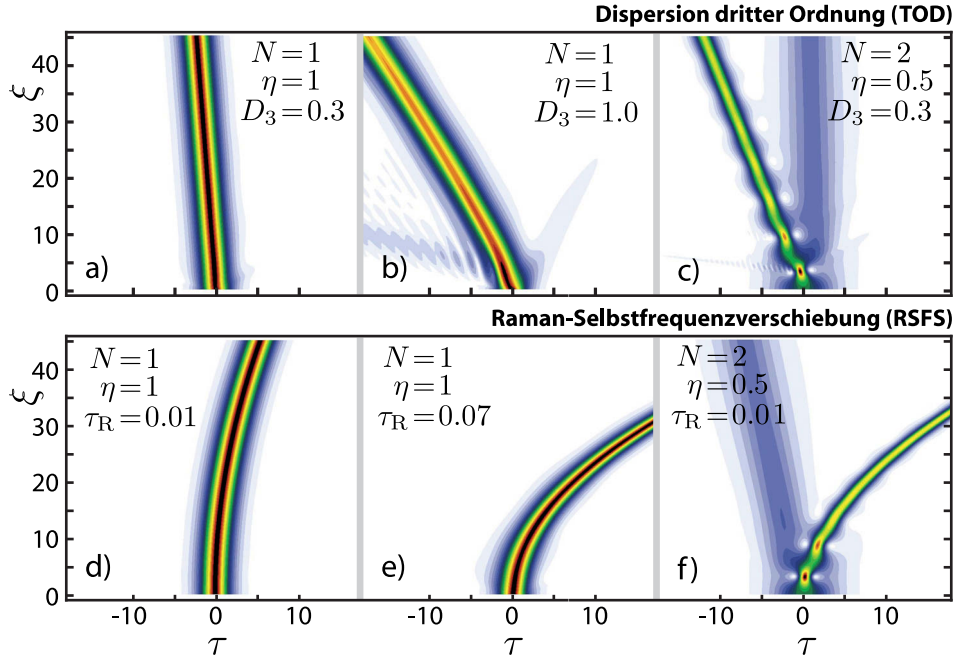 Dispersion dritter Ordnung (TOD)
ξ
40
30
20
10
0
N=1
η=1
D₃=0.3
a)
N=1
η=1
D₃=1.0
b)
N=2
η=0.5
D₃=0.3
c)
Raman-Selbstfrequenzverschiebung (RSFS)
ξ
40
30
20
10
0
N=1
η=1
τR=0.01
d)
N=1
η=1
τR=0.07
e)
N=2
η=0.5
τR=0.01
f)
-10 0 10 -10 0 10 -10 0 10
τ τ τ